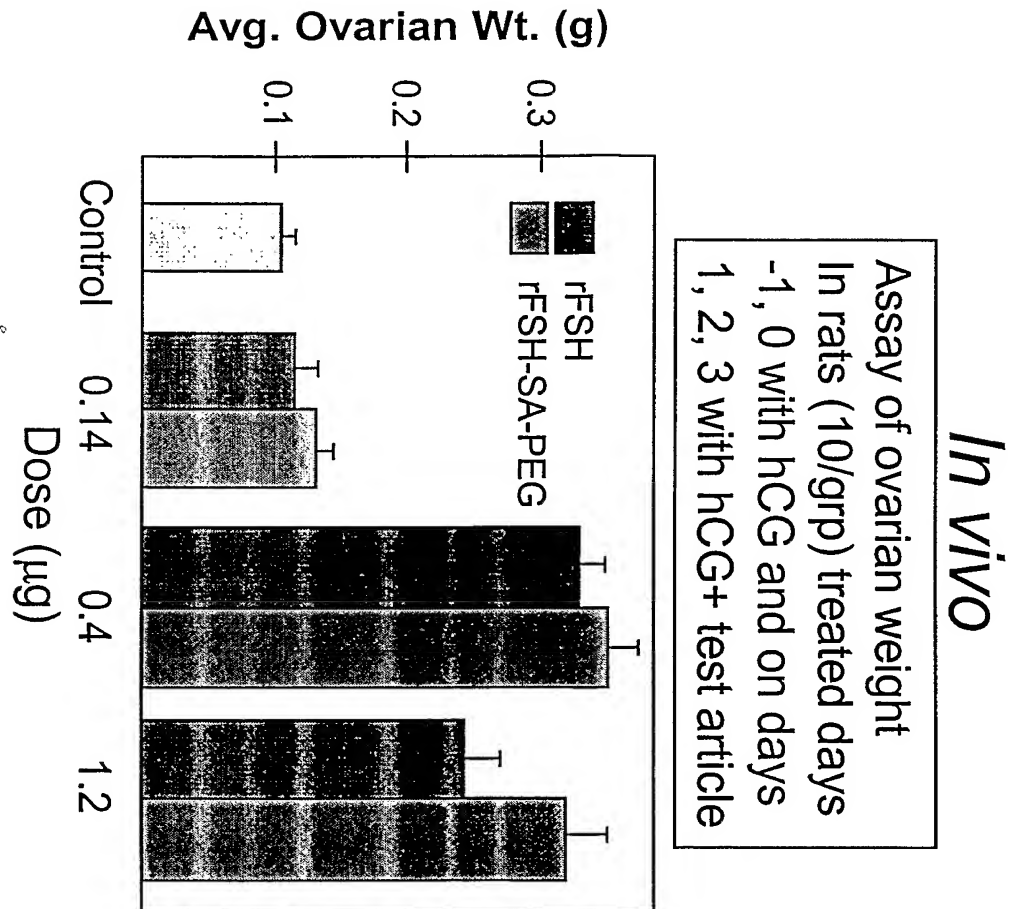 In vivo
Assay of ovarian weight
In rats (10/grp) treated days
-1, 0 with hCG and on days
1, 2, 3 with hCG+ test article
rFSH
rFSH-SA-PEG
Avg. Ovarian Wt. (g)
0.3
0.2
0.1
Control
0.14
0.4
1.2
Dose (µg)